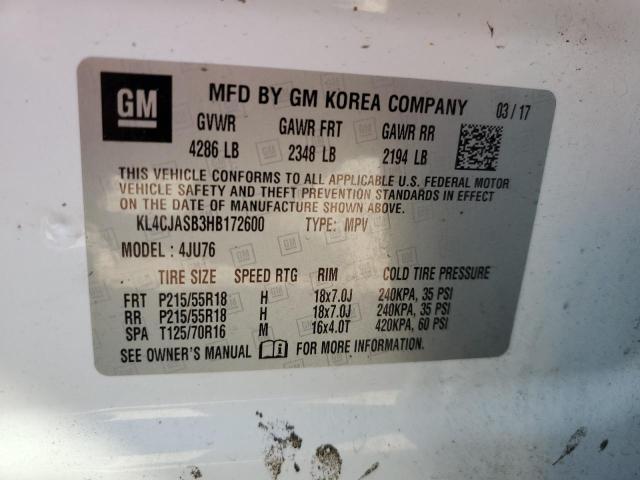 GM
MFD BY GM KOREA COMPANY 03 / 17
GVWR GAWR FRT GAWR RR
4286 LB 2348 LB 2194 LB
THIS VEHICLE CONFORMS TO ALL APPLICABLE U.S. FEDERAL MOTOR
VEHICLE SAFETY AND THEFT PREVENTION STANDARDS IN EFFECT
ON THE DATE OF MANUFACTURE SHOWN ABOVE.
KL4CJASB3HB172600 TYPE: MPV
MODEL : 4JU76
TIRE SIZE SPEED RTG RIM COLD TIRE PRESSURE
FRT P215/55R18 H 18x7.0J 240KPA, 35 PSI
RR P215/55R18 H 18x7.0J 240KPA, 35 PSI
SPA T125/70R16 M 16x4.0T 420KPA, 60 PSI
SEE OWNER'S MANUAL FOR MORE INFORMATION.